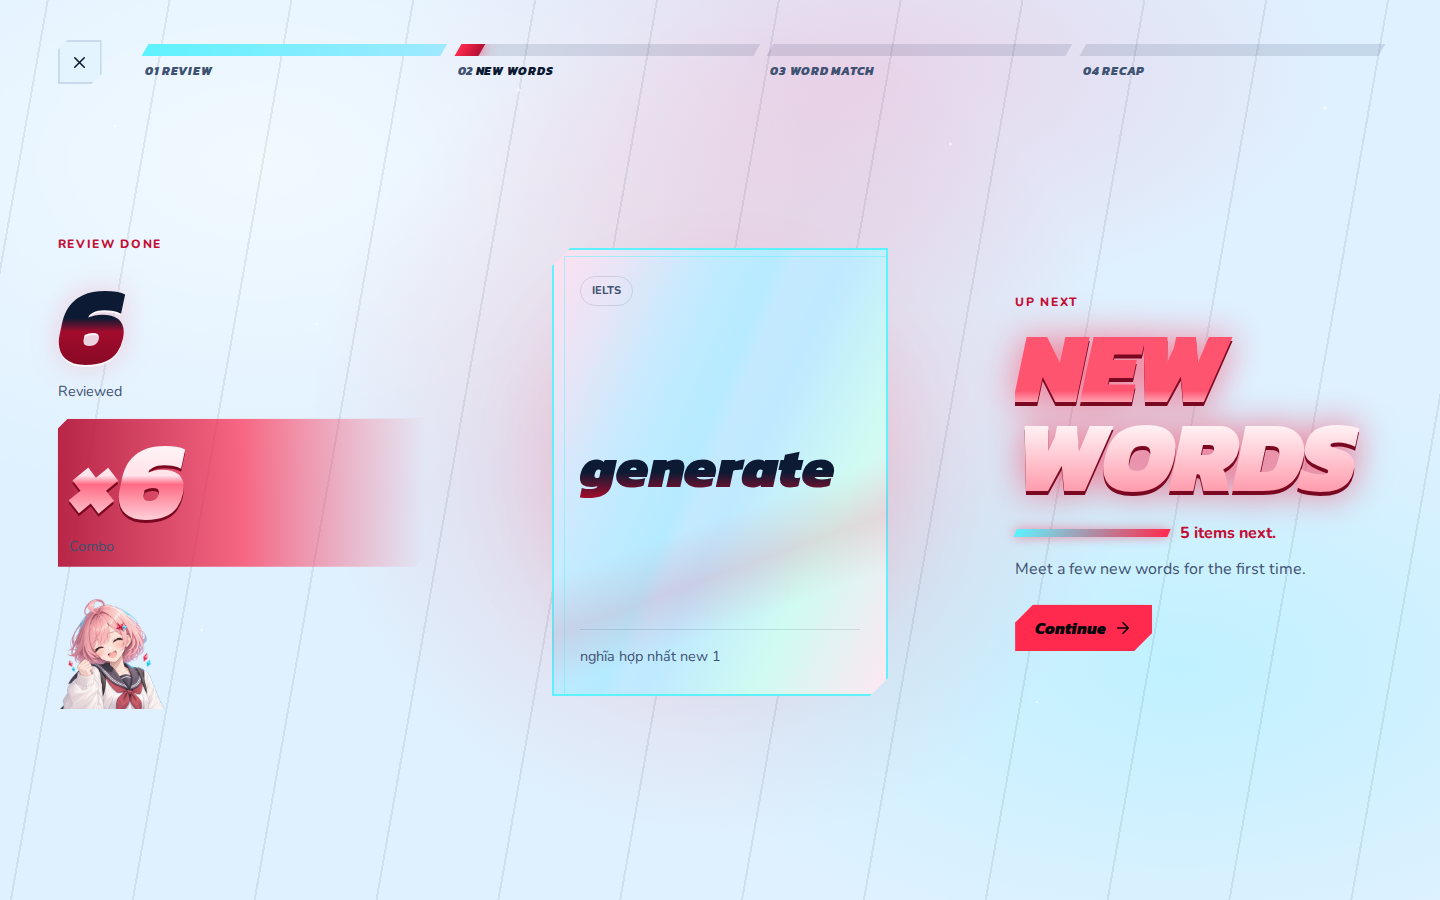 01 REVIEW
02 NEW WORDS
03 WORD MATCH
04 RECAP
REVIEW DONE
6
Reviewed
×6
Combo
IELTS
generate
nghĩa hợp nhất new 1
UP NEXT
NEW
WORDS
5 items next.
Meet a few new words for the first time.
Continue →